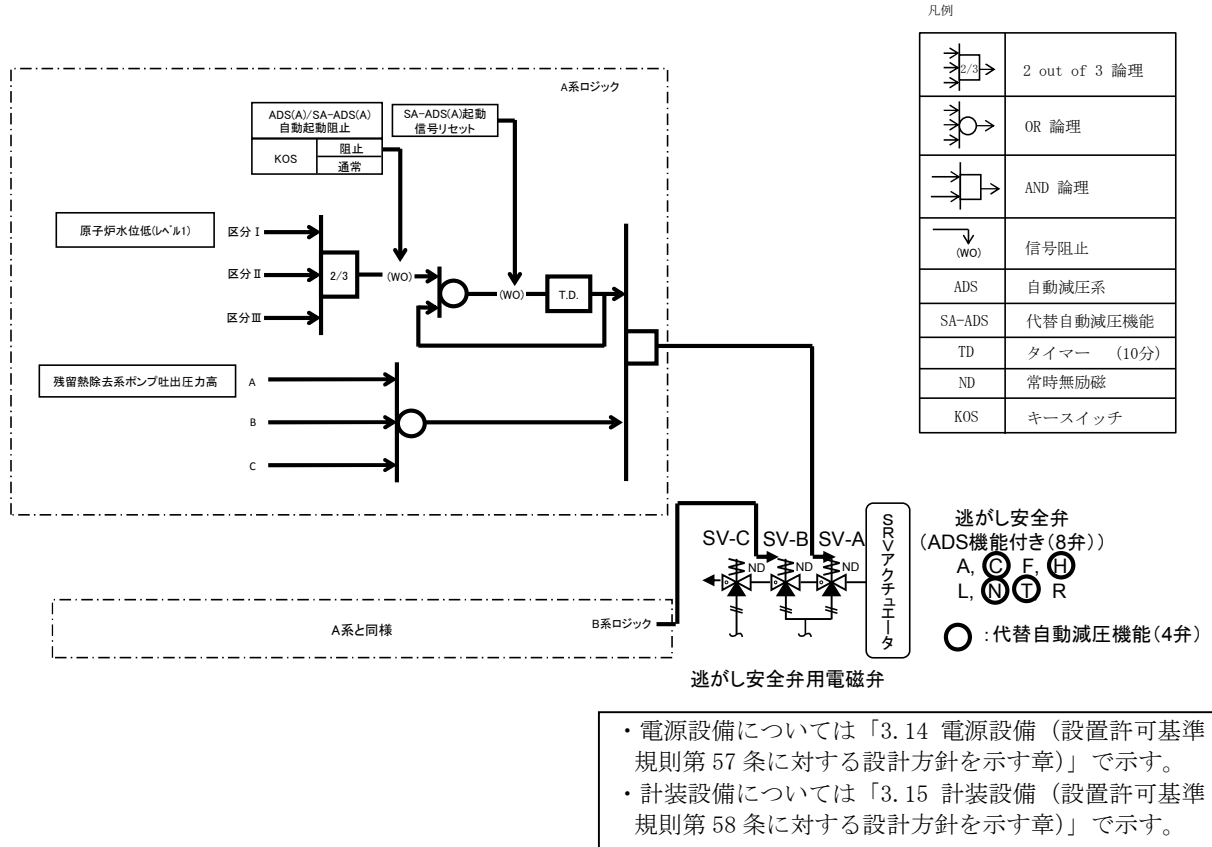 凡例
2/3
2 out of 3 論理
OR 論理
AND 論理
(WO)
信号阻止
ADS
自動減圧系
SA-ADS
代替自動減圧機能
TD
タイマー (10分)
ND
常時無励磁
KOS
キースイッチ
A系ロジック
ADS(A)/SA-ADS(A)
自動起動阻止
KOS
阻止
通常
SA-ADS(A)起動
信号リセット
原子炉水位低(ﾚﾍﾞﾙ1)
区分Ⅰ
区分Ⅱ
区分Ⅲ
2/3
(WO)
(WO)
T.D.
残留熱除去系ポンプ吐出圧力高
A
B
C
SV-C
SV-B
SV-A
ND
ND
ND
SRVアクチュエータ
逃がし安全弁
(ADS機能付き(8弁))
A, C F, H
L, N T R
:代替自動減圧機能(4弁)
A系と同様
B系ロジック
逃がし安全弁用電磁弁
・電源設備については「3.14 電源設備(設置許可基準
規則第57条に対する設計方針を示す章)」で示す。
・計装設備については「3.15 計装設備(設置許可基準
規則第58条に対する設計方針を示す章)」で示す。